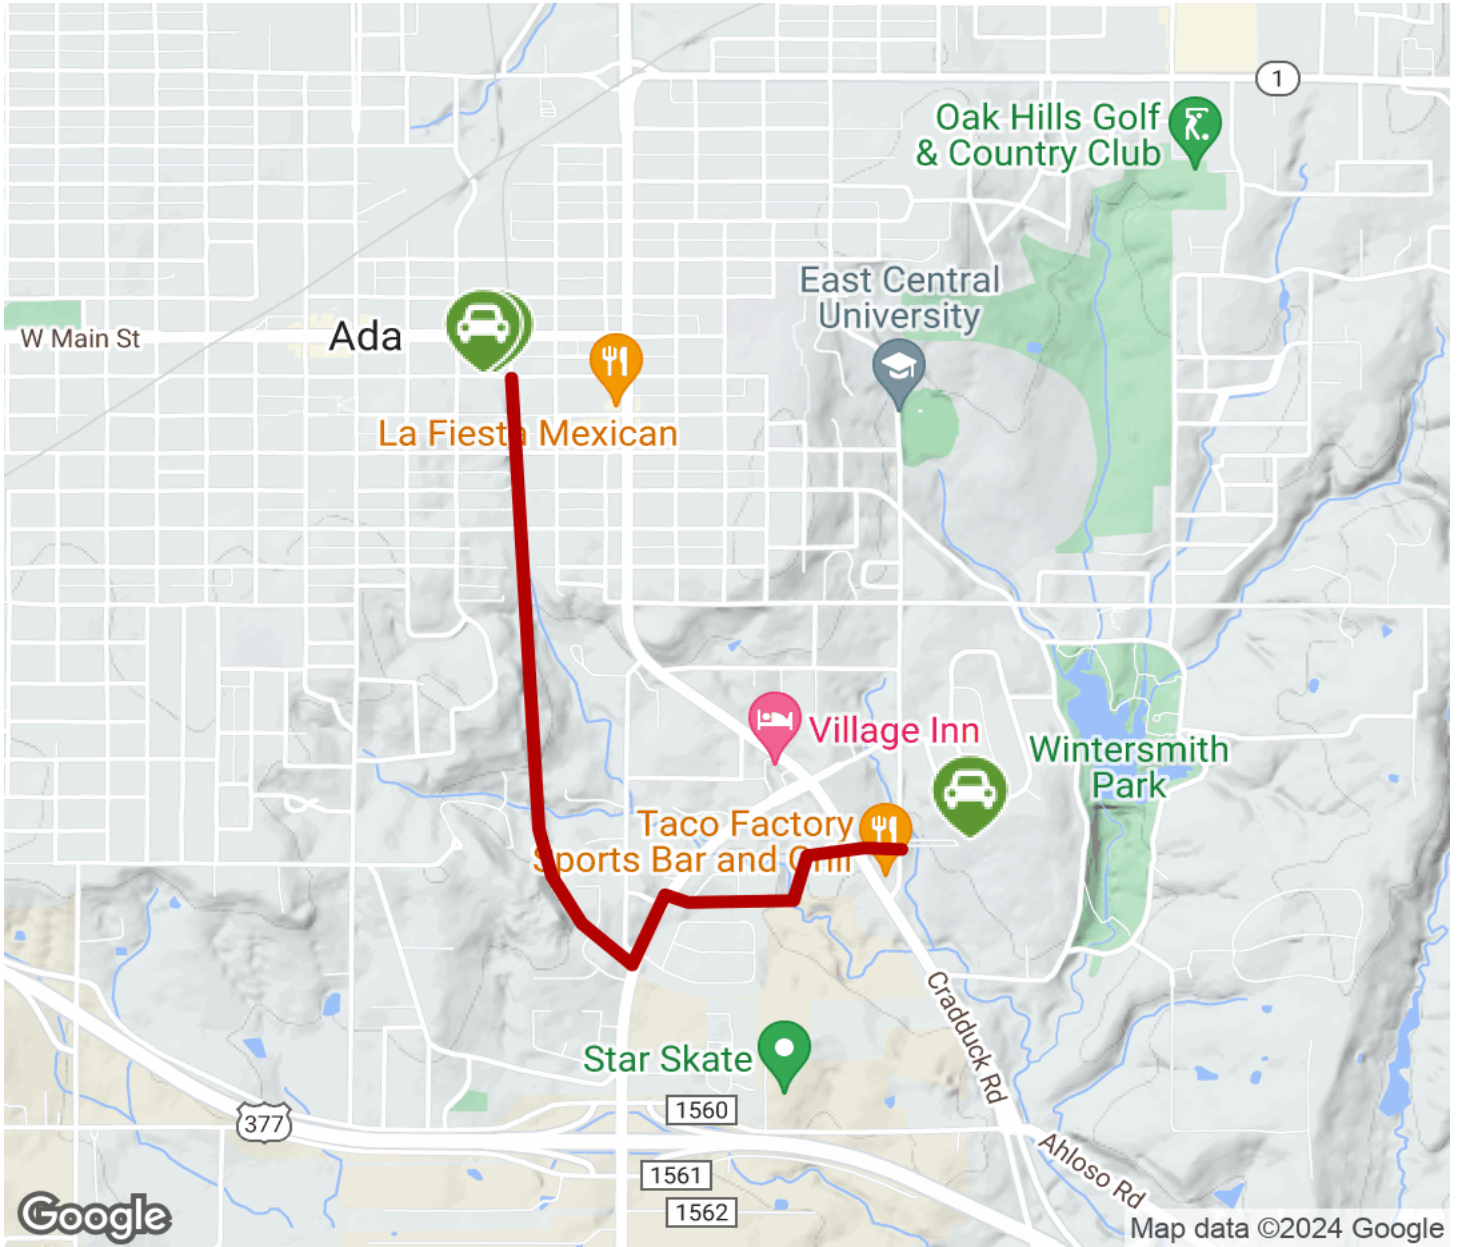 1
Oak Hills Golf
& Country Club
East Central
University
W Main St
Ada
La Fiesta Mexican
Village Inn
Wintersmith
Park
Taco Factory
Sports Bar and Grill
Cradduck Rd
Star Skate
1560
377
1561
Ahloso Rd
1562
Google
Map data ©2024 Google